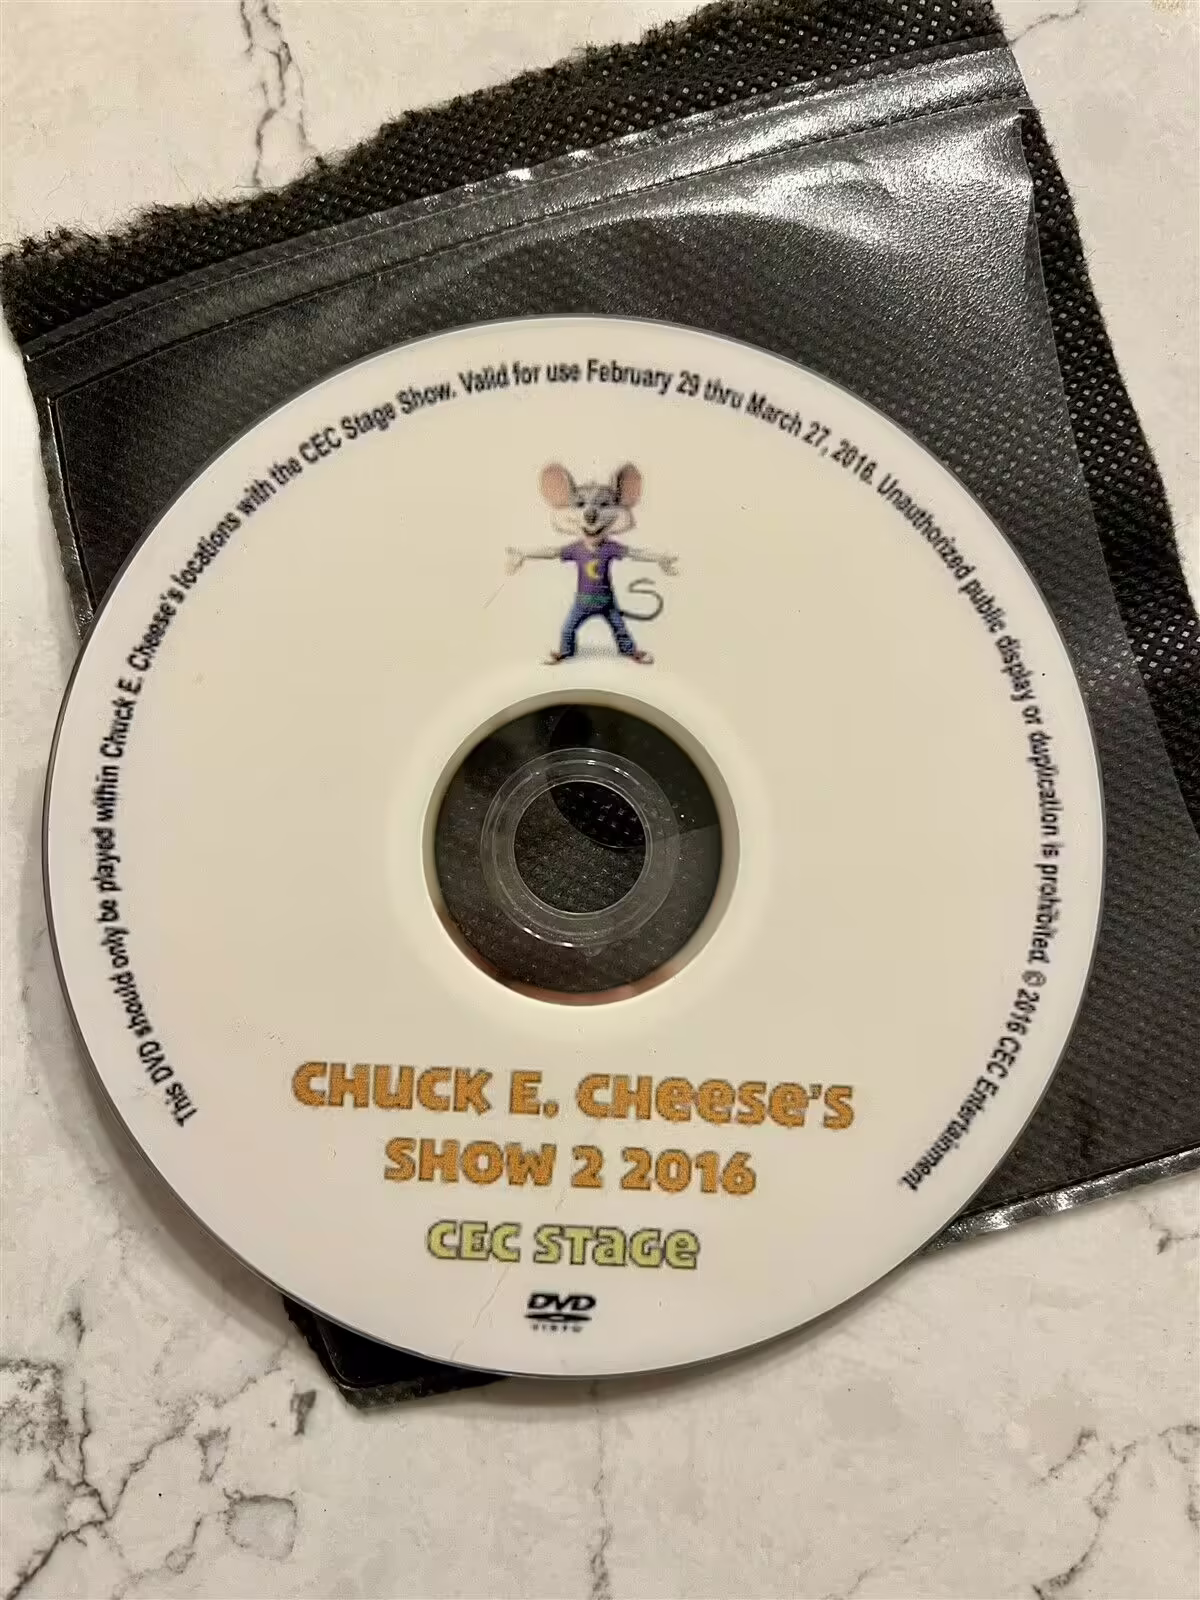 This DVD should only be played within Chuck E. Cheese's locations with the CEC Stage Show. Valid for use February 29 thru March 27, 2016. Unauthorized public display or duplication is prohibited. © 2016 CEC Entertainment.
CHUCK E. CHeese's
SHOW 2 2016
CEC STaGe
DVD
VIDEO